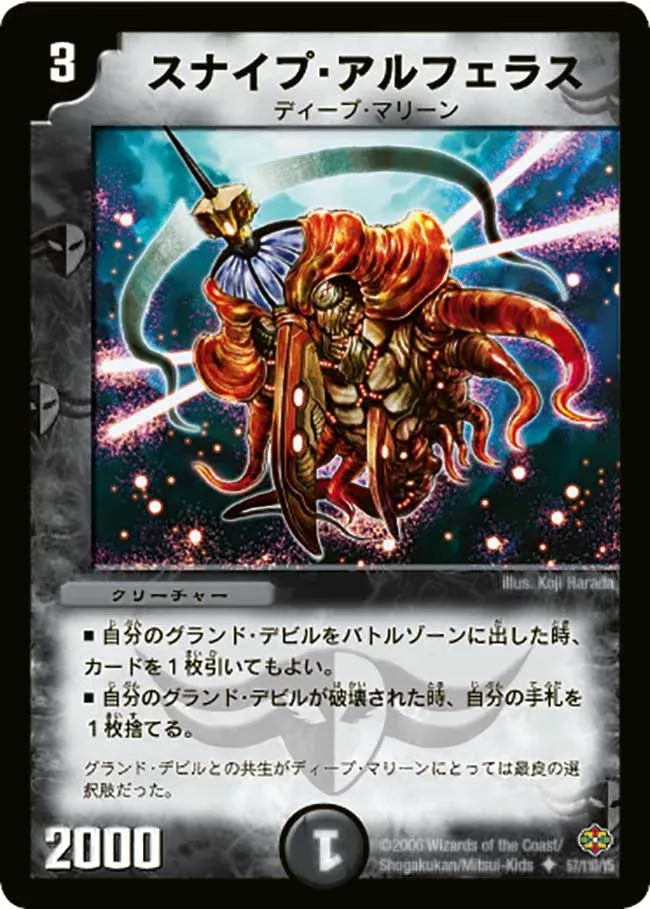 3
スナイプ・アルフェラス
ディープ・マリーン
illus. Koji Harada
クリーチャー
■ 自分のグランド・デビルをバトルゾーンに出した時、
カードを1枚引いてもよい。
■ 自分のグランド・デビルが破壊された時、自分の手札を
1枚捨てる。
グランド・デビルとの共生がディープ・マリーンにとっては最良の選
択肢だった。
2000
1
©2006 Wizards of the Coast/
Shogakukan/Mitsui-Kids ♦ 57/110/Y5